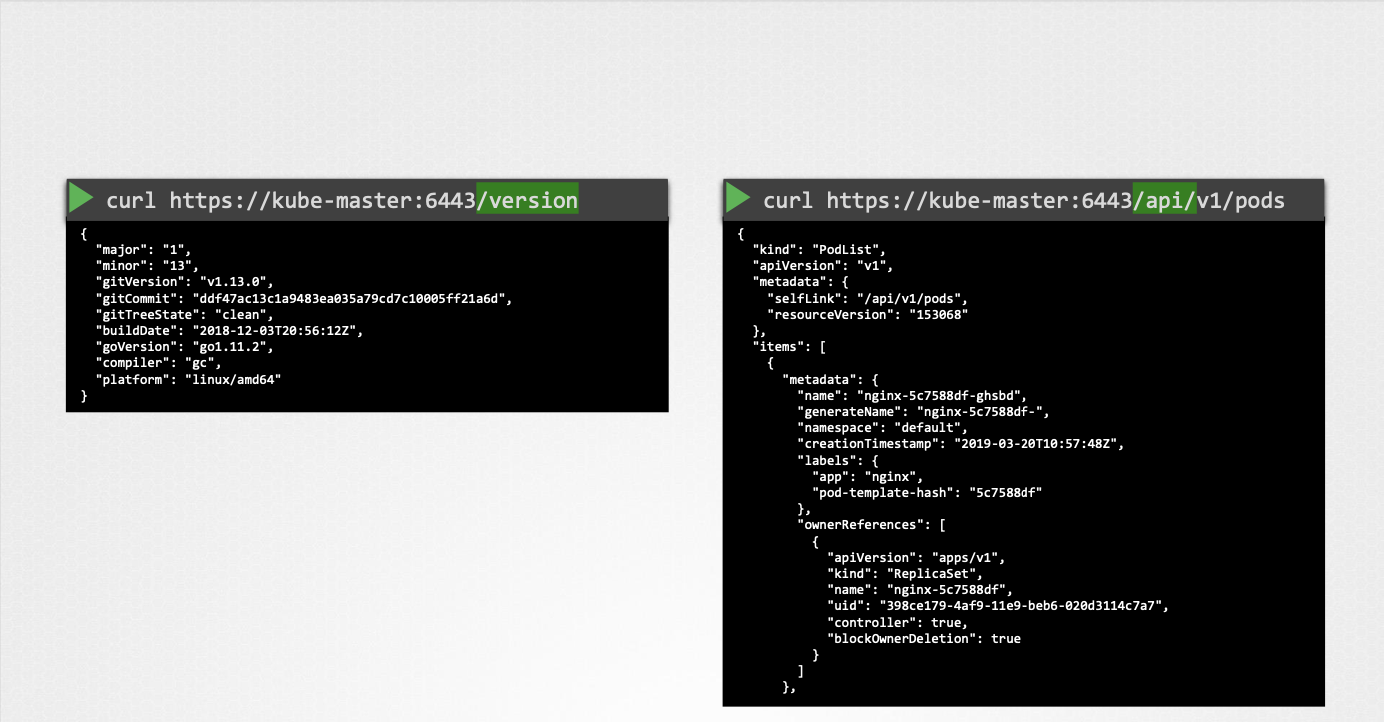 curl https://kube-master:6443/version
{
  "major": "1",
  "minor": "13",
  "gitVersion": "v1.13.0",
  "gitCommit": "ddf47ac13c1a9483ea035a79cd7c10005ff21a6d",
  "gitTreeState": "clean",
  "buildDate": "2018-12-03T20:56:12Z",
  "goVersion": "go1.11.2",
  "compiler": "gc",
  "platform": "linux/amd64"
}
curl https://kube-master:6443/api/v1/pods
{
  "kind": "PodList",
  "apiVersion": "v1",
  "metadata": {
    "selfLink": "/api/v1/pods",
    "resourceVersion": "153068"
  },
  "items": [
    {
      "metadata": {
        "name": "nginx-5c7588df-ghsbd",
        "generateName": "nginx-5c7588df-",
        "namespace": "default",
        "creationTimestamp": "2019-03-20T10:57:48Z",
        "labels": {
          "app": "nginx",
          "pod-template-hash": "5c7588df"
        },
        "ownerReferences": [
          {
            "apiVersion": "apps/v1",
            "kind": "ReplicaSet",
            "name": "nginx-5c7588df",
            "uid": "398ce179-4af9-11e9-beb6-020d3114c7a7",
            "controller": true,
            "blockOwnerDeletion": true
          }
        ]
      },